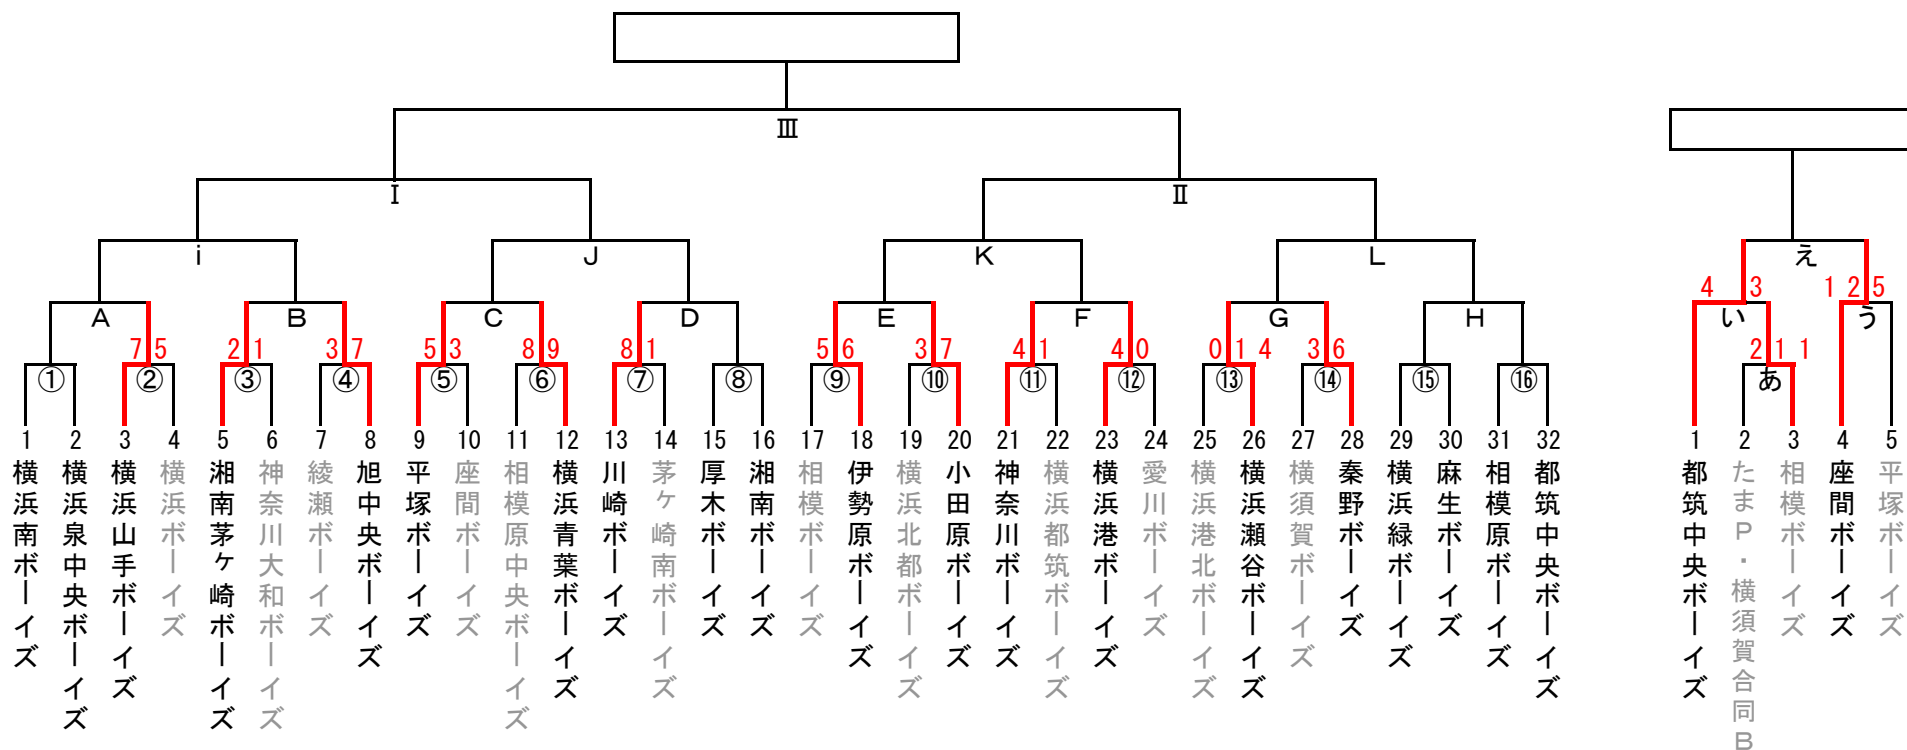 Ⅲ
Ⅰ
Ⅱ
i
J
K
L
え
4 3
1 2 5
A
B
C
D
E
F
G
H
い
う
7 5
2 1
3 7
5 3
8 9
8 1
5 6
3 7
4 1
4 0
0 1 4
3 6
2 1 1
①
②
③
④
⑤
⑥
⑦
⑧
⑨
⑩
⑪
⑫
⑬
⑭
⑮
⑯
あ
1 横浜南ボーイズ
2 横浜泉中央ボーイズ
3 横浜山手ボーイズ
4 横浜ボーイズ
5 湘南茅ケ崎ボーイズ
6 神奈川大和ボーイズ
7 綾瀬ボーイズ
8 旭中央ボーイズ
9 平塚ボーイズ
10 座間ボーイズ
11 相模原中央ボーイズ
12 横浜青葉ボーイズ
13 川崎ボーイズ
14 茅ケ崎南ボーイズ
15 厚木ボーイズ
16 湘南ボーイズ
17 相模ボーイズ
18 伊勢原ボーイズ
19 横浜北都ボーイズ
20 小田原ボーイズ
21 神奈川ボーイズ
22 横浜都筑ボーイズ
23 横浜港ボーイズ
24 愛川ボーイズ
25 横浜港北ボーイズ
26 横浜瀬谷ボーイズ
27 横須賀ボーイズ
28 秦野ボーイズ
29 横浜緑ボーイズ
30 麻生ボーイズ
31 相模原ボーイズ
32 都筑中央ボーイズ
1 都筑中央ボーイズ
2 たまP・横須賀合同B
3 相模ボーイズ
4 座間ボーイズ
5 平塚ボーイズ